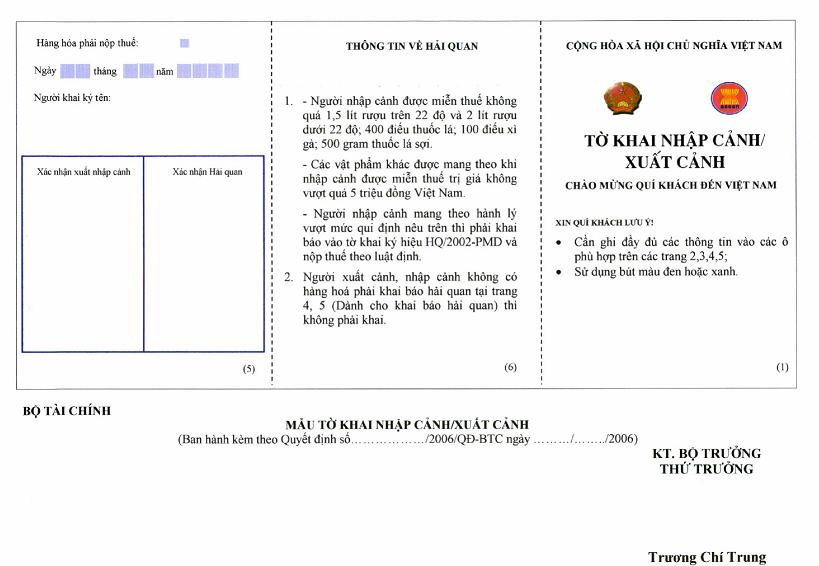 Hàng hóa phải nộp thuế:
Ngày tháng năm
Người khai ký tên:
Xác nhận xuất nhập cảnh
Xác nhận Hải quan
(5)
THÔNG TIN VỀ HẢI QUAN
1. - Người nhập cảnh được miễn thuế không
quá 1,5 lít rượu trên 22 độ và 2 lít rượu
dưới 22 độ; 400 điếu thuốc lá; 100 điếu xì
gà; 500 gram thuốc lá sợi.
- Các vật phẩm khác được mang theo khi
nhập cảnh được miễn thuế trị giá không
vượt quá 5 triệu đồng Việt Nam.
- Người nhập cảnh mang theo hành lý
vượt mức qui định nêu trên thì phải khai
báo vào tờ khai ký hiệu HQ/2002-PMD và
nộp thuế theo luật định.
2. Người xuất cảnh, nhập cảnh không có
hàng hoá phải khai báo hải quan tại trang
4, 5 (Dành cho khai báo hải quan) thì
không phải khai.
(6)
CỘNG HÒA XÃ HỘI CHỦ NGHĨA VIỆT NAM
asean
TỜ KHAI NHẬP CẢNH/
XUẤT CẢNH
CHÀO MỪNG QUÍ KHÁCH ĐẾN VIỆT NAM
XIN QUÍ KHÁCH LƯU Ý!
• Cần ghi đầy đủ các thông tin vào các ô
phù hợp trên các trang 2,3,4,5;
• Sử dụng bút màu đen hoặc xanh.
(1)
BỘ TÀI CHÍNH
MẪU TỜ KHAI NHẬP CẢNH/XUẤT CẢNH
(Ban hành kèm theo Quyết định số………………/2006/QĐ-BTC ngày ………/……../2006)
KT. BỘ TRƯỞNG
THỨ TRƯỞNG
Trương Chí Trung